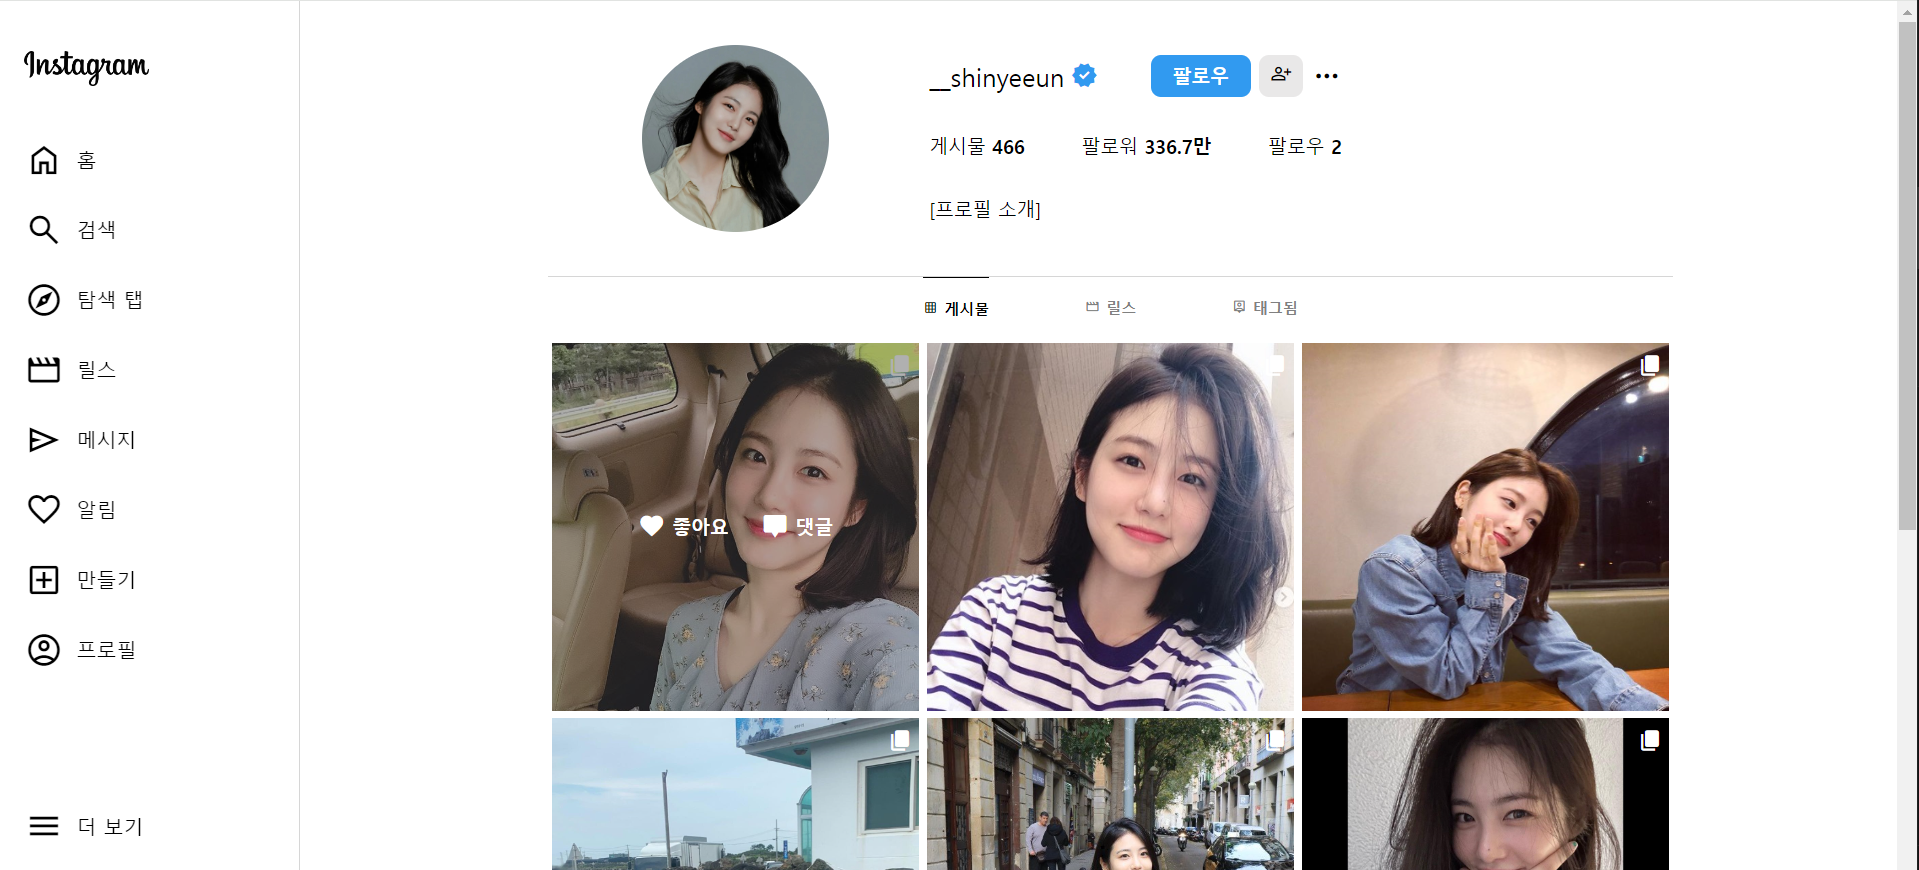 Instagram
홈
검색
탐색 탭
릴스
메시지
알림
만들기
프로필
더 보기
__shinyeeun
팔로우
게시물 466 팔로워 336.7만 팔로우 2
[프로필 소개]
게시물 릴스 태그됨
좋아요 댓글